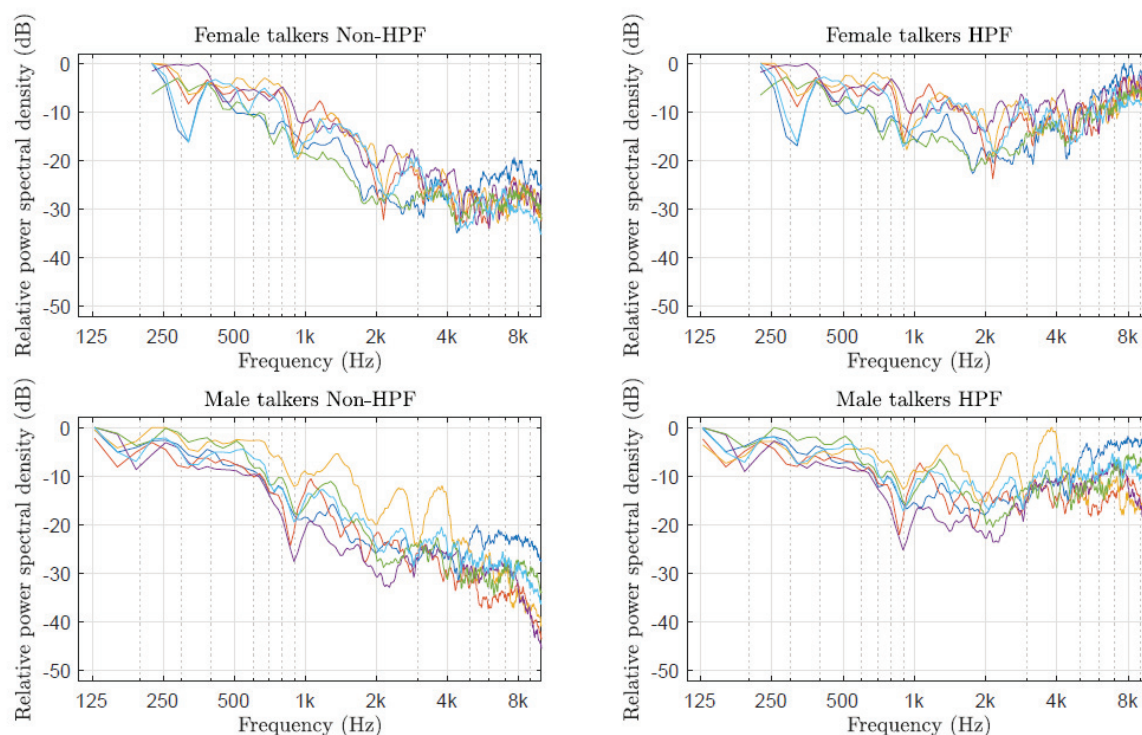 Female talkers Non-HPF
Relative power spectral density (dB)
0
-10
-20
-30
-40
-50
125 250 500 1k 2k 4k 8k
Frequency (Hz)
Female talkers HPF
Relative power spectral density (dB)
0
-10
-20
-30
-40
-50
125 250 500 1k 2k 4k 8k
Frequency (Hz)
Male talkers Non-HPF
Relative power spectral density (dB)
0
-10
-20
-30
-40
-50
125 250 500 1k 2k 4k 8k
Frequency (Hz)
Male talkers HPF
Relative power spectral density (dB)
0
-10
-20
-30
-40
-50
125 250 500 1k 2k 4k 8k
Frequency (Hz)